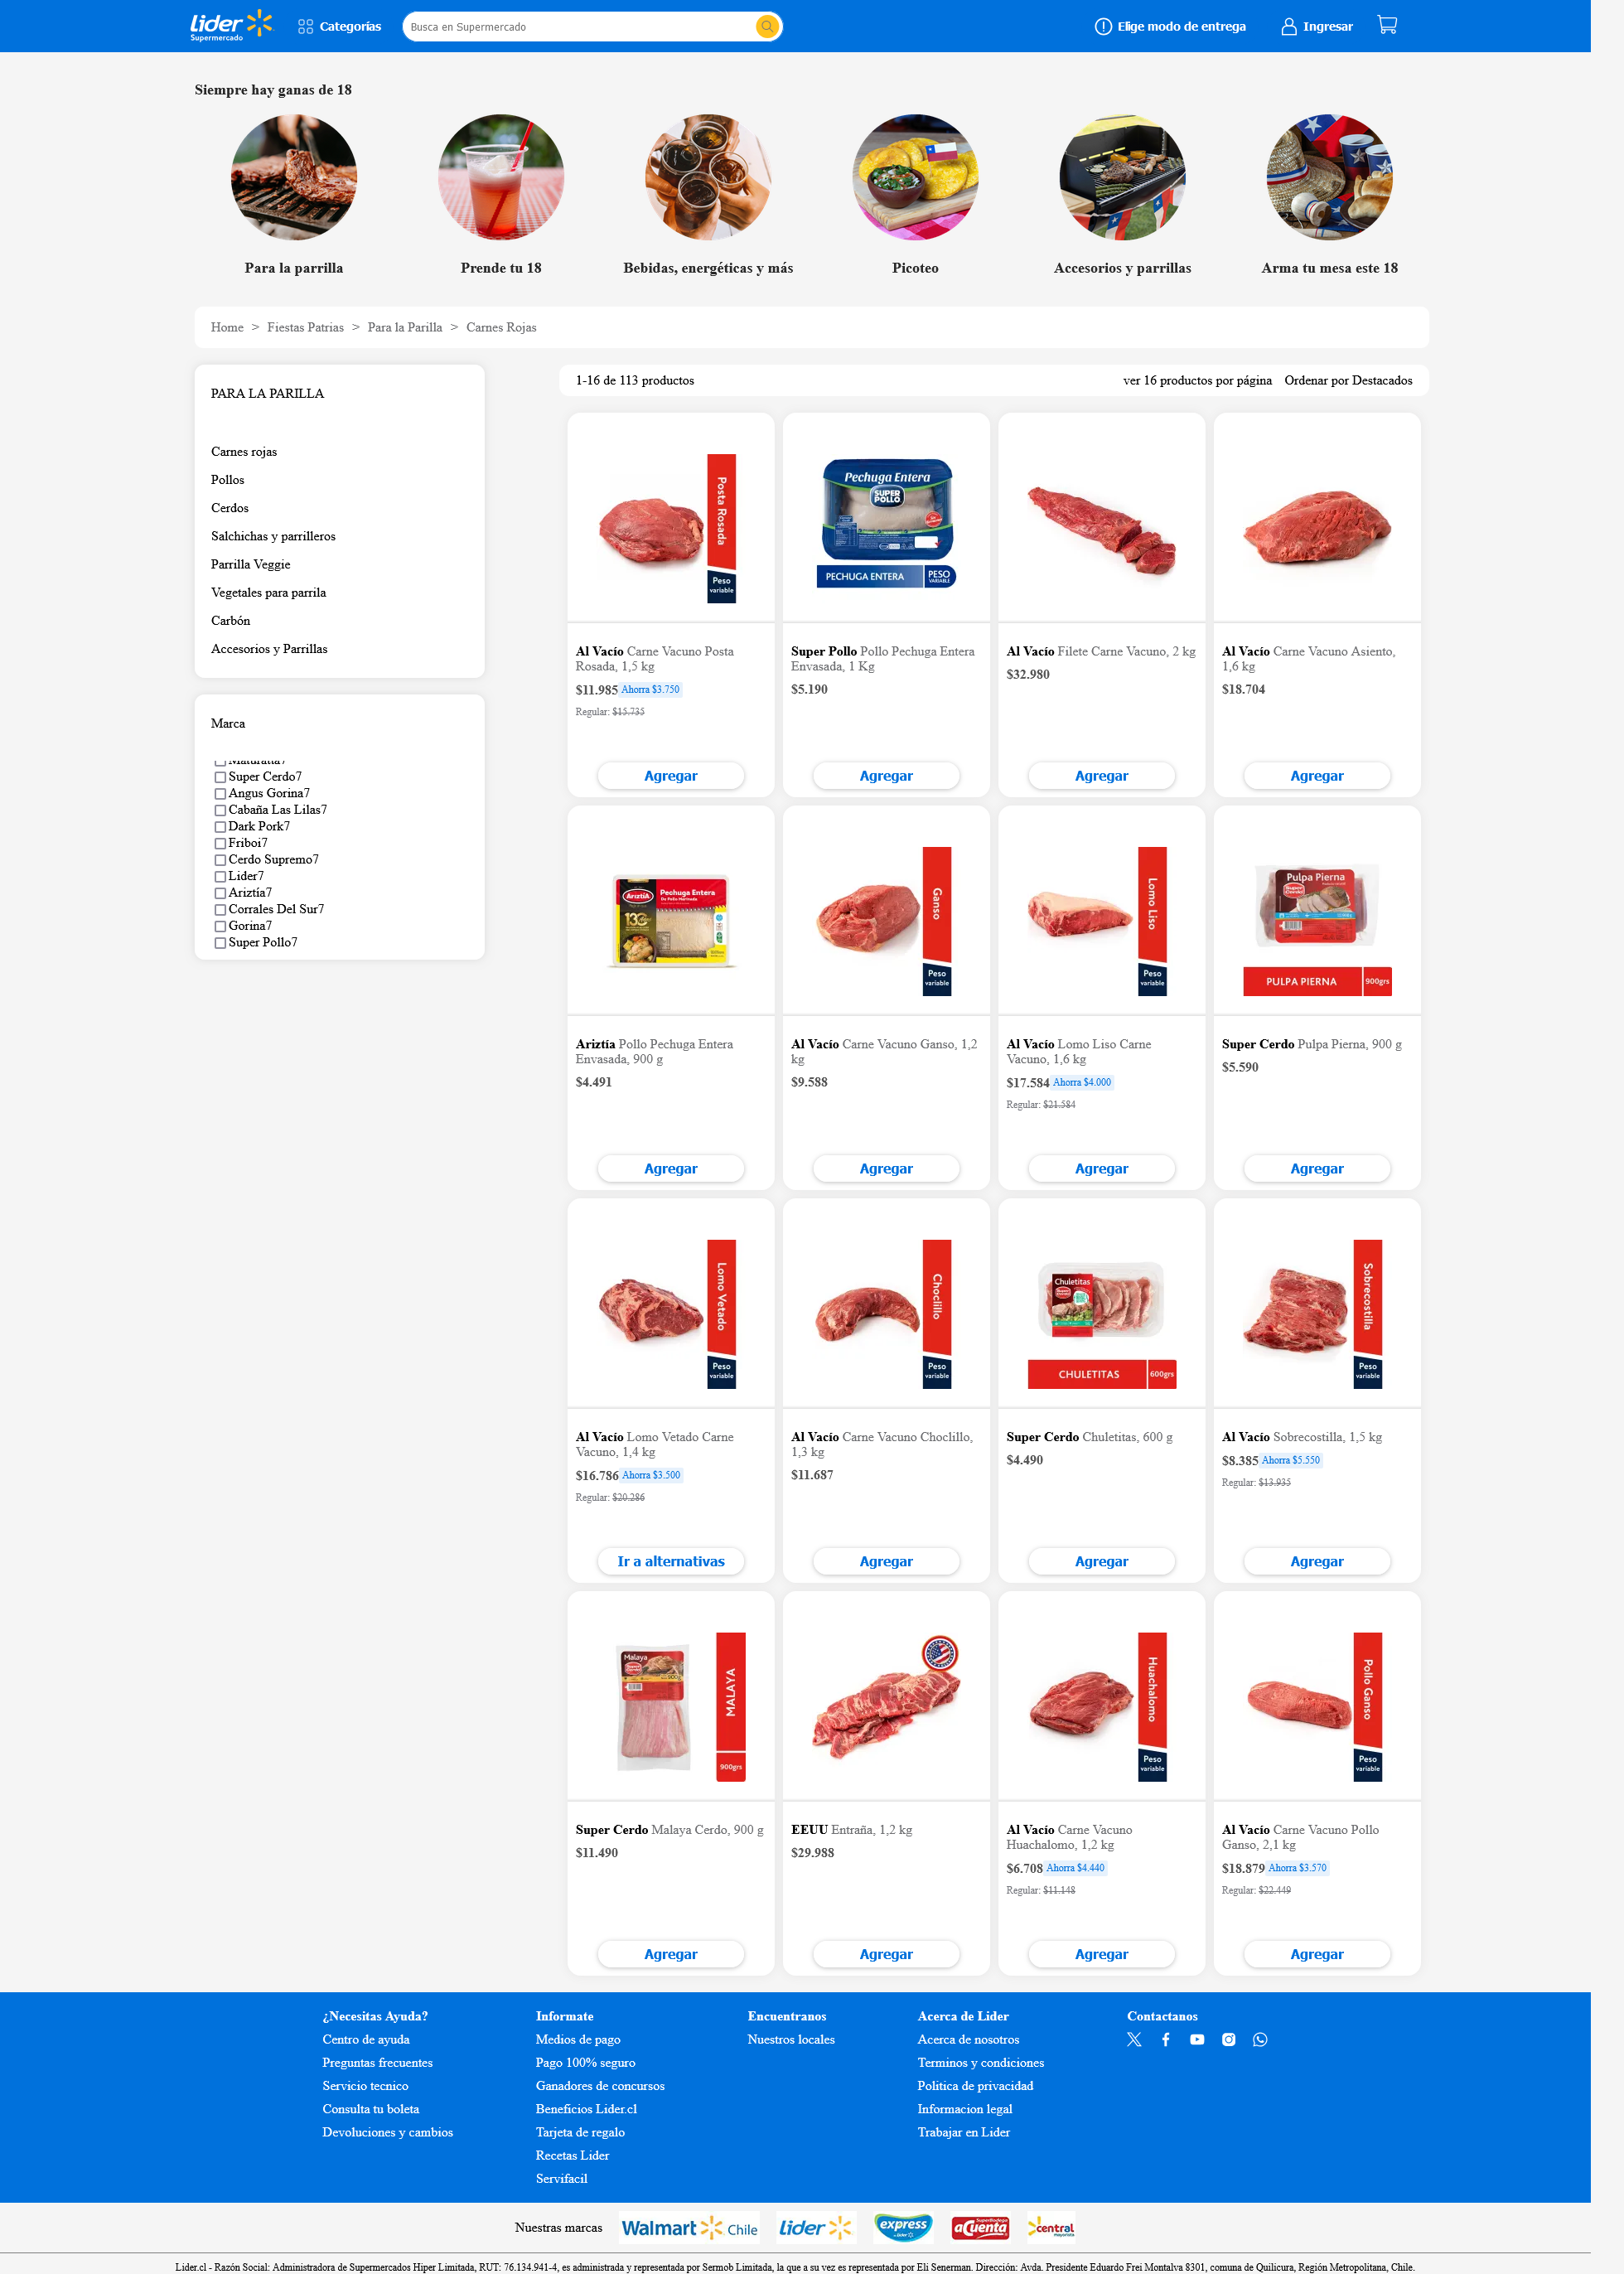 Lider
Supermercado
Categorías
Busca en Supermercado
Elige modo de entrega
Ingresar
Siempre hay ganas de 18
Para la parrilla
Prende tu 18
Bebidas, energéticas y más
Picoteo
Accesorios y parrillas
Arma tu mesa este 18
Home > Fiestas Patrias > Para la Parilla > Carnes Rojas
PARA LA PARILLA
Carnes rojas
Pollos
Cerdos
Salchichas y parrilleros
Parrilla Veggie
Vegetales para parrila
Carbón
Accesorios y Parrillas
Marca
Super Cerdo7
Angus Gorina7
Cabaña Las Lilas7
Dark Pork7
Friboi7
Cerdo Supremo7
Lider7
Ariztía7
Corrales Del Sur7
Gorina7
Super Pollo7
1-16 de 113 productos
ver 16 productos por página
Ordenar por Destacados
Posta Rosada
Peso
variable
Al Vacío Carne Vacuno Posta
Rosada, 1,5 kg
$11.985 Ahorra $3.750
Regular: $15.735
Agregar
Pechuga Entera
SUPER
POLLO
PECHUGA ENTERA
PESO
VARIABLE
Super Pollo Pollo Pechuga Entera
Envasada, 1 Kg
$5.190
Agregar
Al Vacío Filete Carne Vacuno, 2 kg
$32.980
Agregar
Al Vacío Carne Vacuno Asiento,
1,6 kg
$18.704
Agregar
AriztíA
Pechuga Entera
De Pollo Marinada
130
Ariztía Pollo Pechuga Entera
Envasada, 900 g
$4.491
Agregar
Ganso
Peso
variable
Al Vacío Carne Vacuno Ganso, 1,2
kg
$9.588
Agregar
Lomo Liso
Peso
variable
Al Vacío Lomo Liso Carne
Vacuno, 1,6 kg
$17.584 Ahorra $4.000
Regular: $21.584
Agregar
Pulpa Pierna
Super
Cerdo
PULPA PIERNA
900grs
Super Cerdo Pulpa Pierna, 900 g
$5.590
Agregar
Lomo Vetado
Peso
variable
Al Vacío Lomo Vetado Carne
Vacuno, 1,4 kg
$16.786 Ahorra $3.500
Regular: $20.286
Ir a alternativas
Choclillo
Peso
variable
Al Vacío Carne Vacuno Choclillo,
1,3 kg
$11.687
Agregar
Chuletitas
CHULETITAS
600grs
Super Cerdo Chuletitas, 600 g
$4.490
Agregar
Sobrecostilla
Peso
variable
Al Vacío Sobrecostilla, 1,5 kg
$8.385 Ahorra $5.550
Regular: $13.935
Agregar
Malaya
900g
MALAYA
900grs
Super Cerdo Malaya Cerdo, 900 g
$11.490
Agregar
EEUU Entraña, 1,2 kg
$29.988
Agregar
Huachalomo
Peso
variable
Al Vacío Carne Vacuno
Huachalomo, 1,2 kg
$6.708 Ahorra $4.440
Regular: $11.148
Agregar
Pollo Ganso
Peso
variable
Al Vacío Carne Vacuno Pollo
Ganso, 2,1 kg
$18.879 Ahorra $3.570
Regular: $22.449
Agregar
¿Necesitas Ayuda?
Centro de ayuda
Preguntas frecuentes
Servicio tecnico
Consulta tu boleta
Devoluciones y cambios
Informate
Medios de pago
Pago 100% seguro
Ganadores de concursos
Beneficios Lider.cl
Tarjeta de regalo
Recetas Lider
Servifacil
Encuentranos
Nuestros locales
Acerca de Lider
Acerca de nosotros
Terminos y condiciones
Politica de privacidad
Informacion legal
Trabajar en Lider
Contactanos
Nuestras marcas
Walmart Chile
Lider
express
de Lider
SuperBodega
aCuenta
central
mayorista
Lider.cl - Razón Social: Administradora de Supermercados Hiper Limitada, RUT: 76.134.941-4, es administrada y representada por Sermob Limitada, la que a su vez es representada por Eli Senerman. Dirección: Avda. Presidente Eduardo Frei Montalva 8301, comuna de Quilicura, Región Metropolitana, Chile.